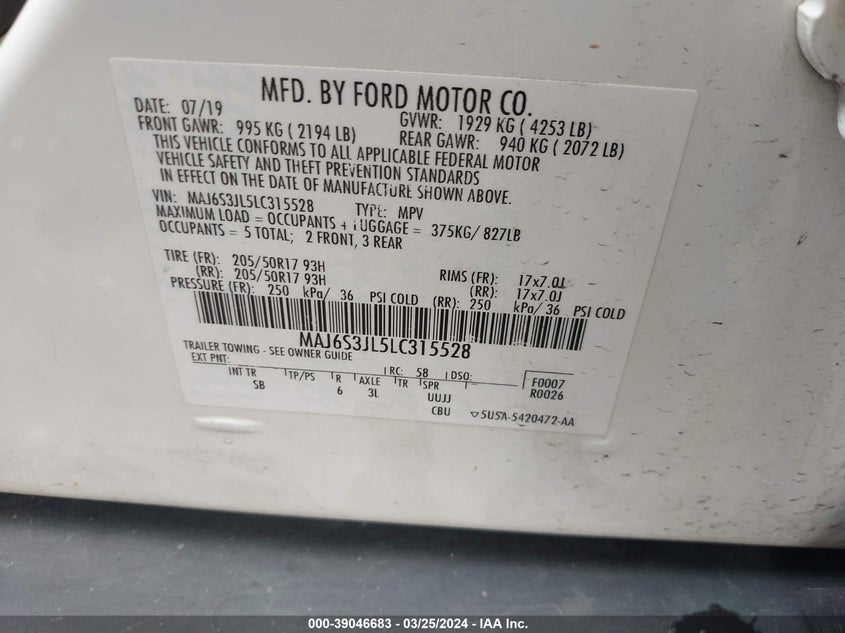 MFD. BY FORD MOTOR CO.
DATE: 07/19 GVWR: 1929 KG ( 4253 LB)
FRONT GAWR: 995 KG ( 2194 LB) REAR GAWR: 940 KG ( 2072 LB)
THIS VEHICLE CONFORMS TO ALL APPLICABLE FEDERAL MOTOR
VEHICLE SAFETY AND THEFT PREVENTION STANDARDS
IN EFFECT ON THE DATE OF MANUFACTURE SHOWN ABOVE.
VIN: MAJ6S3JL5LC315528 TYPE: MPV
MAXIMUM LOAD = OCCUPANTS + LUGGAGE = 375KG/ 827LB
OCCUPANTS = 5 TOTAL; 2 FRONT, 3 REAR
TIRE (FR): 205/50R17 93H RIMS (FR): 17x7.0J
(RR): 205/50R17 93H (RR): 17x7.0J
PRESSURE (FR): 250 kPa/ 36 PSI COLD (RR): 250 kPa/ 36 PSI COLD
MAJ6S3JL5LC315528
TRAILER TOWING - SEE OWNER GUIDE
EXT PNT: RC: 58 DSO: F0007
INT TR TP/PS R AXLE TR SPR R0026
SB 6 3L UUJJ
CBU 5U5A-5420472-AA
000-39046683 - 03/25/2024 - IAA Inc.